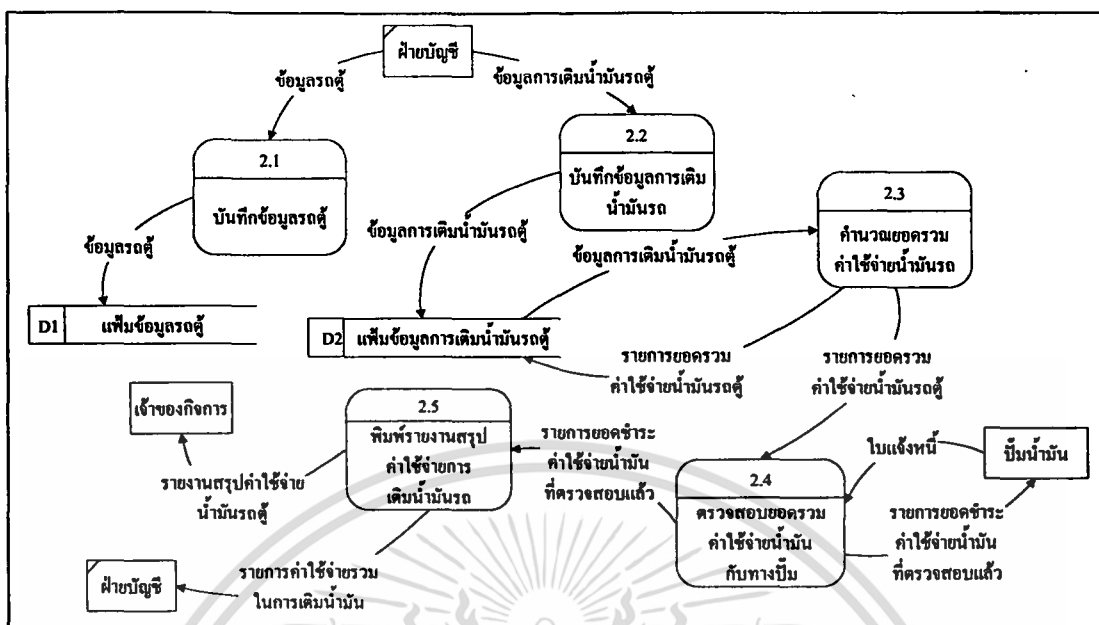 ฝ่ายบัญชี
ข้อมูลรถตู้
ข้อมูลการเติมน้ำมันรถตู้
2.1
บันทึกข้อมูลรถตู้
2.2
บันทึกข้อมูลการเติม
น้ำมันรถ
2.3
คำนวณยอดรวม
ค่าใช้จ่ายน้ำมันรถ
ข้อมูลรถตู้
ข้อมูลการเติมน้ำมันรถตู้
ข้อมูลการเติมน้ำมันรถตู้
D1
แฟ้มข้อมูลรถตู้
D2
แฟ้มข้อมูลการเติมน้ำมันรถตู้
รายการยอดรวม
ค่าใช้จ่ายน้ำมันรถตู้
รายการยอดรวม
ค่าใช้จ่ายน้ำมันรถตู้
เจ้าของกิจการ
2.5
พิมพ์รายงานสรุป
ค่าใช้จ่ายการ
เติมน้ำมันรถ
รายการยอดชำระ
ค่าใช้จ่ายน้ำมัน
ที่ตรวจสอบแล้ว
ใบแจ้งหนี้
ปั๊มน้ำมัน
รายงานสรุปค่าใช้จ่าย
น้ำมันรถตู้
2.4
ตรวจสอบยอดรวม
ค่าใช้จ่ายน้ำมัน
กับทางปั๊ม
รายการยอดชำระ
ค่าใช้จ่ายน้ำมัน
ที่ตรวจสอบแล้ว
ฝ่ายบัญชี
รายการค่าใช้จ่ายรวม
ในการเติมน้ำมัน